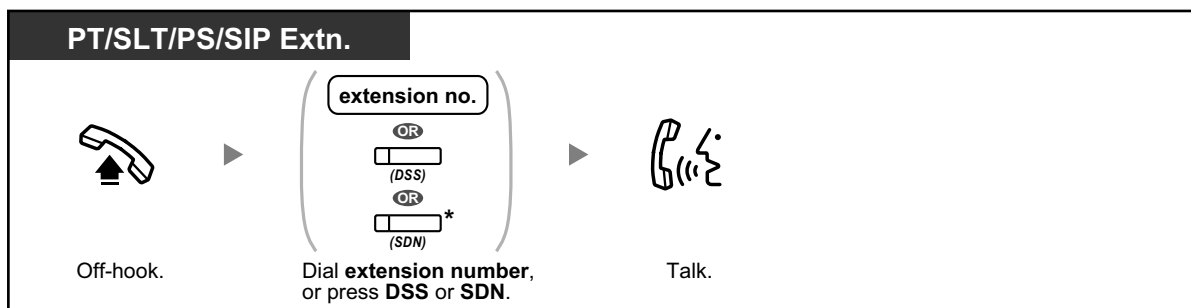 PT/SLT/PS/SIP Extn.
extension no.
OR
(DSS)
OR
*
(SDN)
Off-hook.
Dial extension number,
or press DSS or SDN.
Talk.